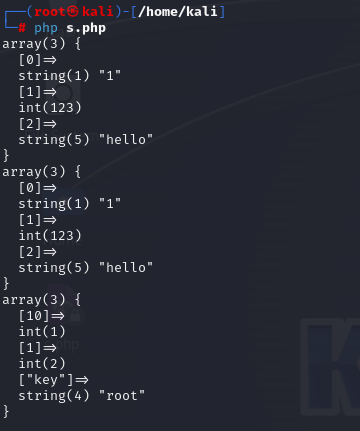 ┌──(root㉿kali)-[/home/kali]
└─# php s.php
array(3) {
  [0]=>
  string(1) "1"
  [1]=>
  int(123)
  [2]=>
  string(5) "hello"
}
array(3) {
  [0]=>
  string(1) "1"
  [1]=>
  int(123)
  [2]=>
  string(5) "hello"
}
array(3) {
  [10]=>
  int(1)
  [1]=>
  int(2)
  ["key"]=>
  string(4) "root"
}